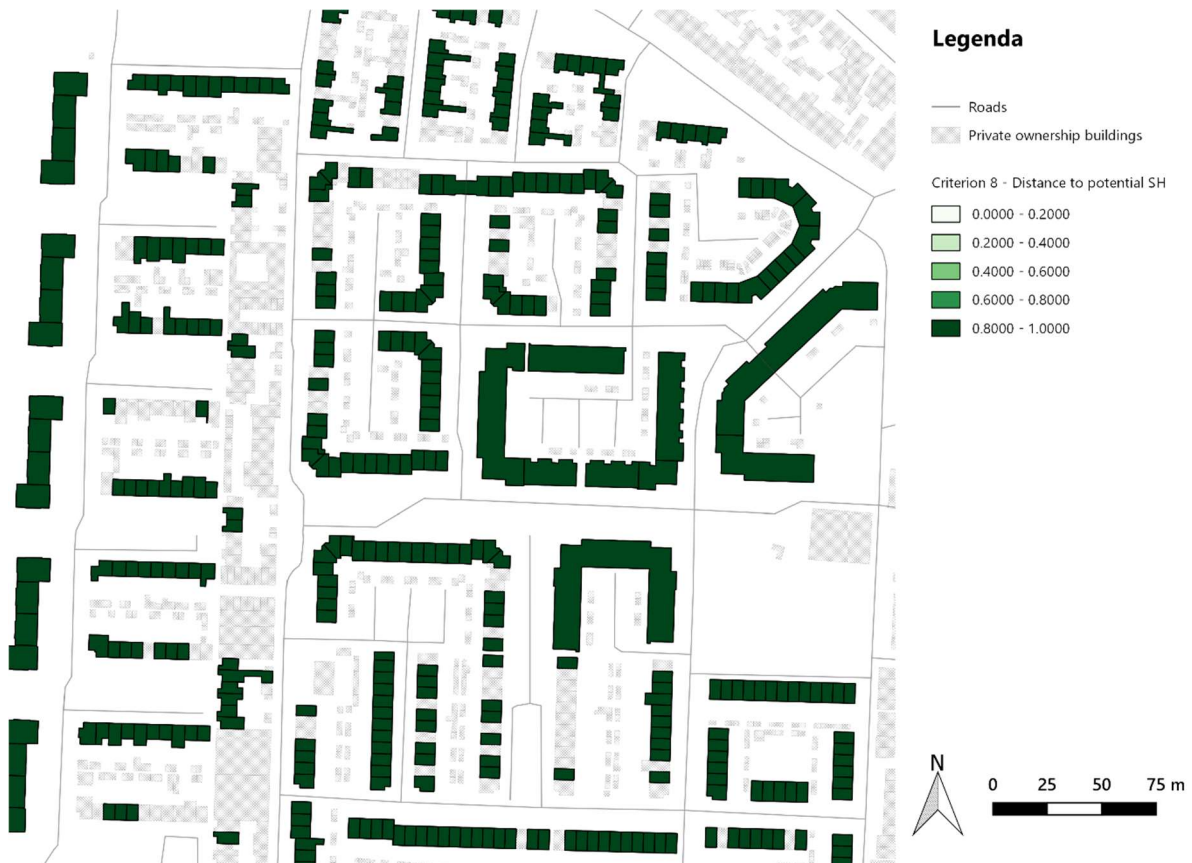 Legenda
Roads
Private ownership buildings
Criterion 8 - Distance to potential SH
0.0000 - 0.2000
0.2000 - 0.4000
0.4000 - 0.6000
0.6000 - 0.8000
0.8000 - 1.0000
N
0 25 50 75 m